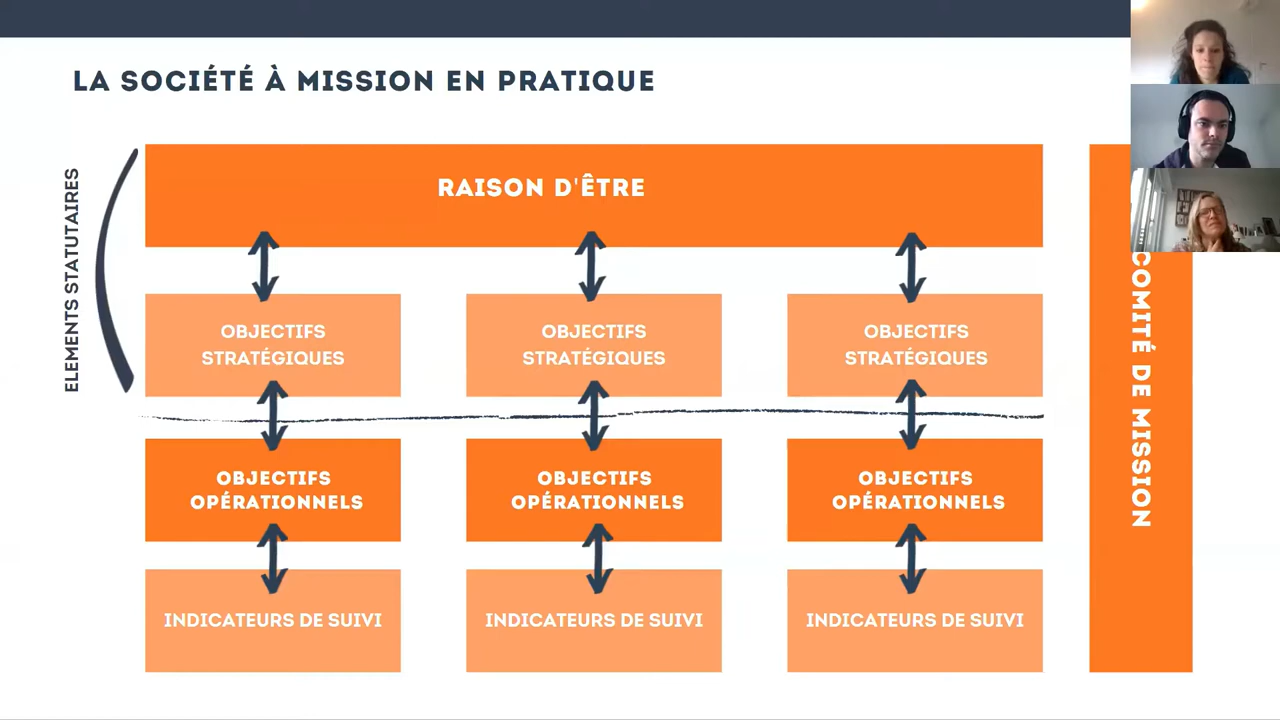 LA SOCIÉTÉ À MISSION EN PRATIQUE
ELEMENTS STATUTAIRES
RAISON D'ÊTRE
OBJECTIFS
STRATÉGIQUES
OBJECTIFS
STRATÉGIQUES
OBJECTIFS
STRATÉGIQUES
OBJECTIFS
OPÉRATIONNELS
OBJECTIFS
OPÉRATIONNELS
OBJECTIFS
OPÉRATIONNELS
INDICATEURS DE SUIVI
INDICATEURS DE SUIVI
INDICATEURS DE SUIVI
COMITÉ DE MISSION